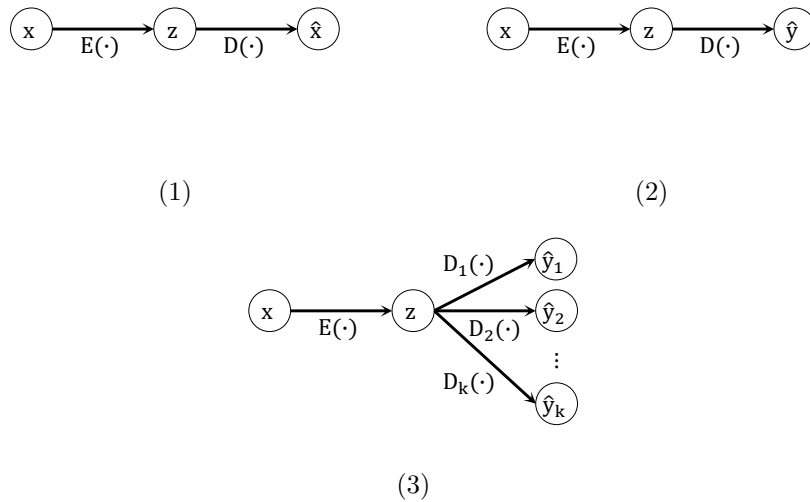 x E(·) z D(·) x̂
x E(·) z D(·) ŷ
(1)
(2)
x E(·) z D₁(·) ŷ₁
D₂(·) ŷ₂
⋮
Dₖ(·) ŷₖ
(3)